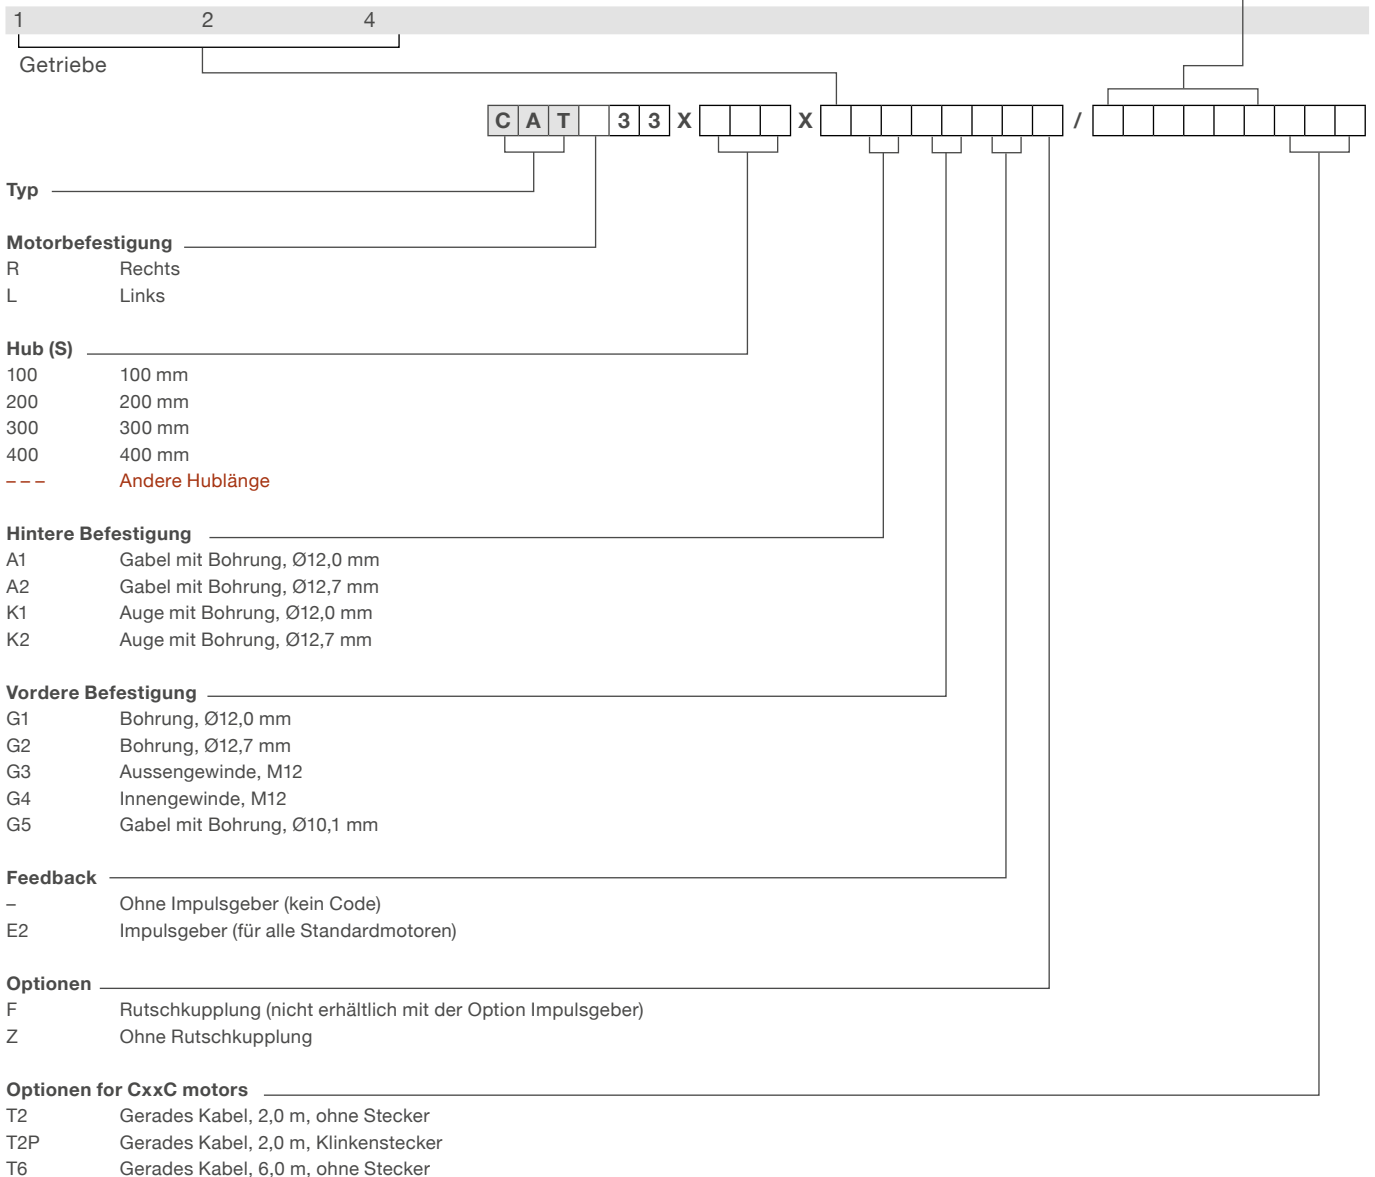 1 2 4
Getriebe
C A T 3 3 X X /
Typ
Motorbefestigung
R Rechts
L Links
Hub (S)
100 100 mm
200 200 mm
300 300 mm
400 400 mm
– – – Andere Hublänge
Hintere Befestigung
A1 Gabel mit Bohrung, Ø12,0 mm
A2 Gabel mit Bohrung, Ø12,7 mm
K1 Auge mit Bohrung, Ø12,0 mm
K2 Auge mit Bohrung, Ø12,7 mm
Vordere Befestigung
G1 Bohrung, Ø12,0 mm
G2 Bohrung, Ø12,7 mm
G3 Aussengewinde, M12
G4 Innengewinde, M12
G5 Gabel mit Bohrung, Ø10,1 mm
Feedback
– Ohne Impulsgeber (kein Code)
E2 Impulsgeber (für alle Standardmotoren)
Optionen
F Rutschkupplung (nicht erhältlich mit der Option Impulsgeber)
Z Ohne Rutschkupplung
Optionen for CxxC motors
T2 Gerades Kabel, 2,0 m, ohne Stecker
T2P Gerades Kabel, 2,0 m, Klinkenstecker
T6 Gerades Kabel, 6,0 m, ohne Stecker